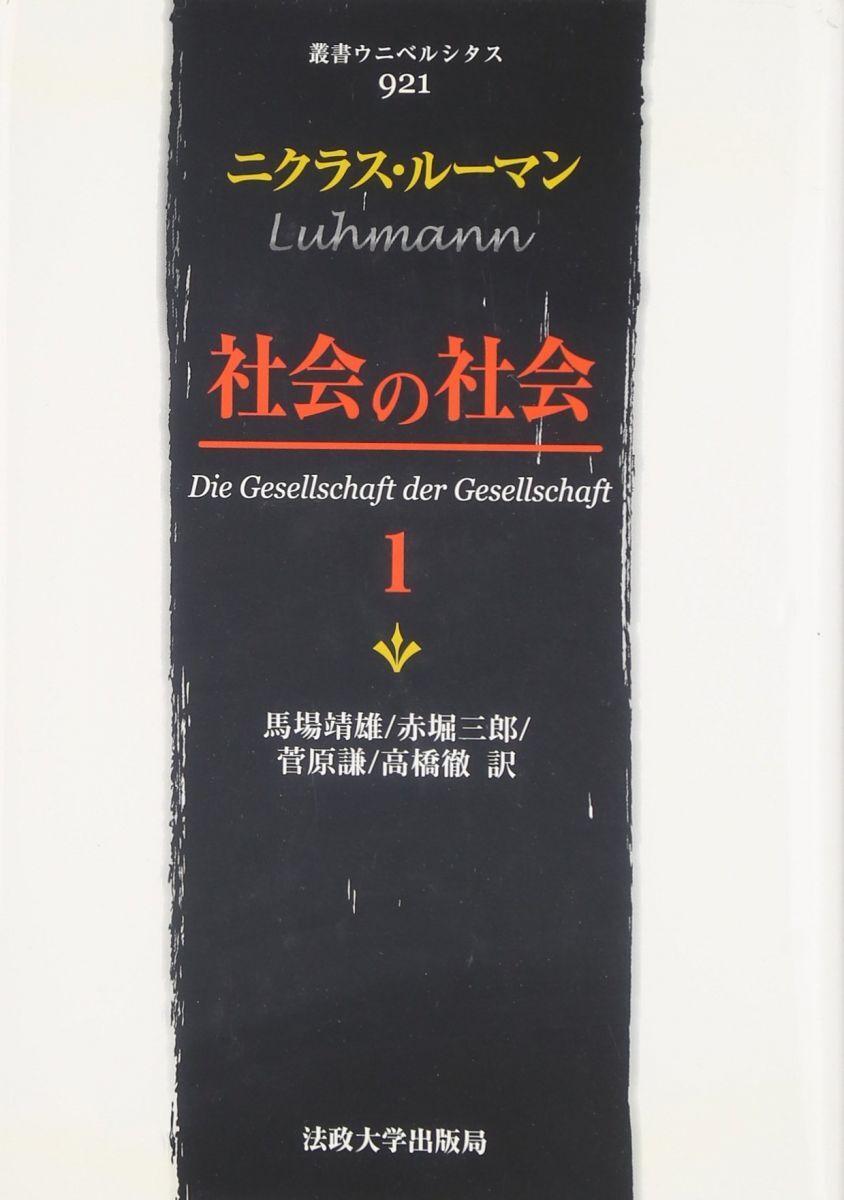 叢書ウニベルシタス
921
ニクラス・ルーマン
Luhmann
社会の社会
Die Gesellschaft der Gesellschaft
1
馬場靖雄/赤堀三郎/
菅原謙/高橋徹 訳
法政大学出版局